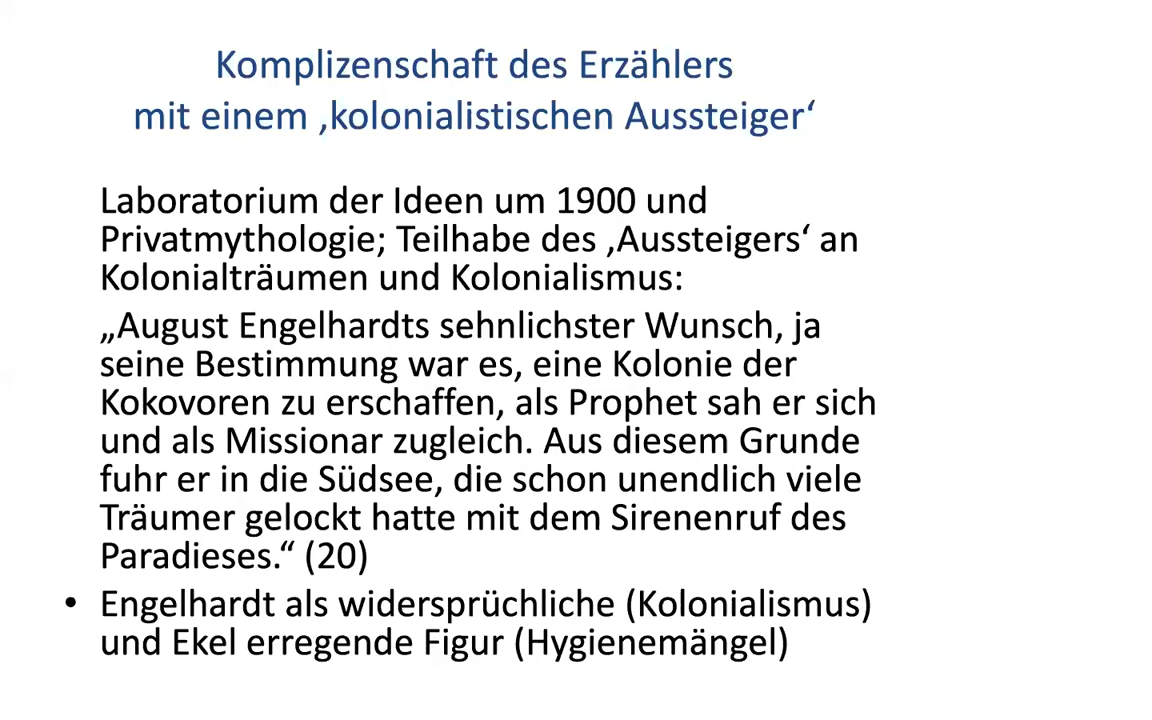 Komplizenschaft des Erzählers
mit einem ‚kolonialistischen Aussteiger‘
Laboratorium der Ideen um 1900 und
Privatmythologie; Teilhabe des ‚Aussteigers‘ an
Kolonialträumen und Kolonialismus:
„August Engelhardts sehnlichster Wunsch, ja
seine Bestimmung war es, eine Kolonie der
Kokovoren zu erschaffen, als Prophet sah er sich
und als Missionar zugleich. Aus diesem Grunde
fuhr er in die Südsee, die schon unendlich viele
Träumer gelockt hatte mit dem Sirenenruf des
Paradieses.“ (20)
• Engelhardt als widersprüchliche (Kolonialismus)
und Ekel erregende Figur (Hygienemängel)